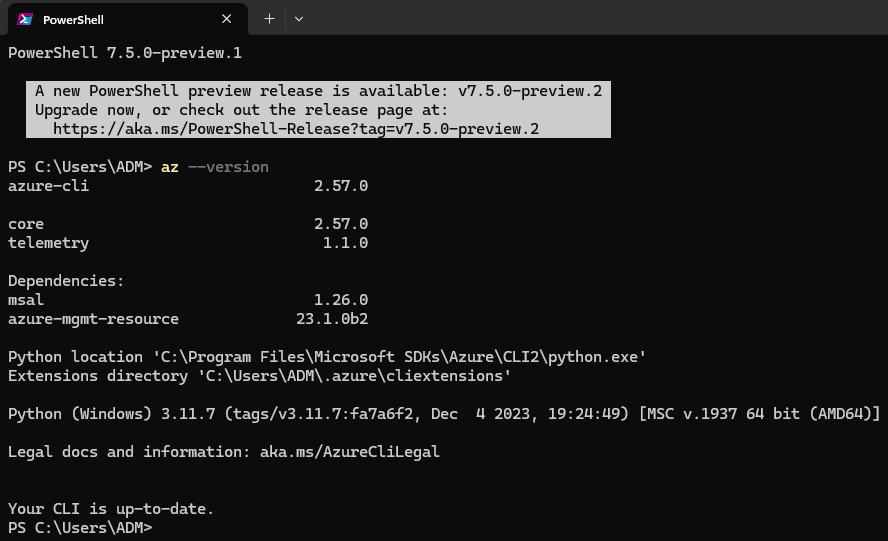 PowerShell
PowerShell 7.5.0-preview.1
A new PowerShell preview release is available: v7.5.0-preview.2
Upgrade now, or check out the release page at:
https://aka.ms/PowerShell-Release?tag=v7.5.0-preview.2
PS C:\Users\ADM> az --version
azure-cli                         2.57.0
core                              2.57.0
telemetry                          1.1.0
Dependencies:
msal                              1.26.0
azure-mgmt-resource             23.1.0b2
Python location 'C:\Program Files\Microsoft SDKs\Azure\CLI2\python.exe'
Extensions directory 'C:\Users\ADM\.azure\cliextensions'
Python (Windows) 3.11.7 (tags/v3.11.7:fa7a6f2, Dec  4 2023, 19:24:49) [MSC v.1937 64 bit (AMD64)]
Legal docs and information: aka.ms/AzureCliLegal
Your CLI is up-to-date.
PS C:\Users\ADM>